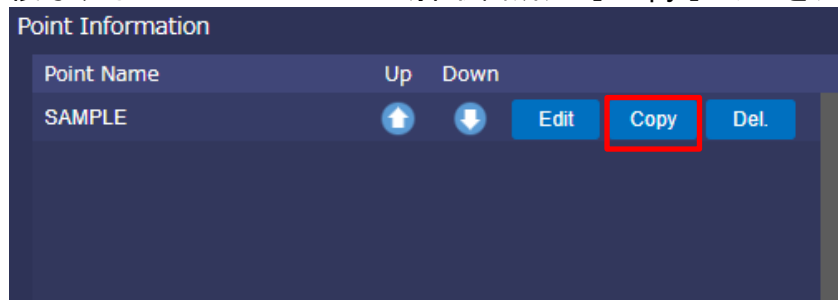 Point Information
Point Name Up Down
SAMPLE Edit Copy Del.